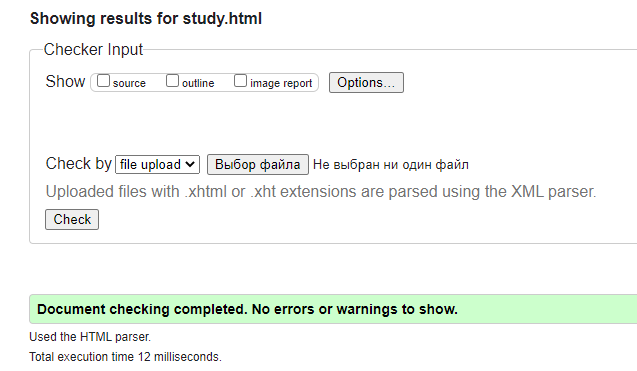 Showing results for study.html
Checker Input
Show source outline image report Options...
Check by file upload Выбор файла Не выбран ни один файл
Uploaded files with .xhtml or .xht extensions are parsed using the XML parser.
Check
Document checking completed. No errors or warnings to show.
Used the HTML parser.
Total execution time 12 milliseconds.